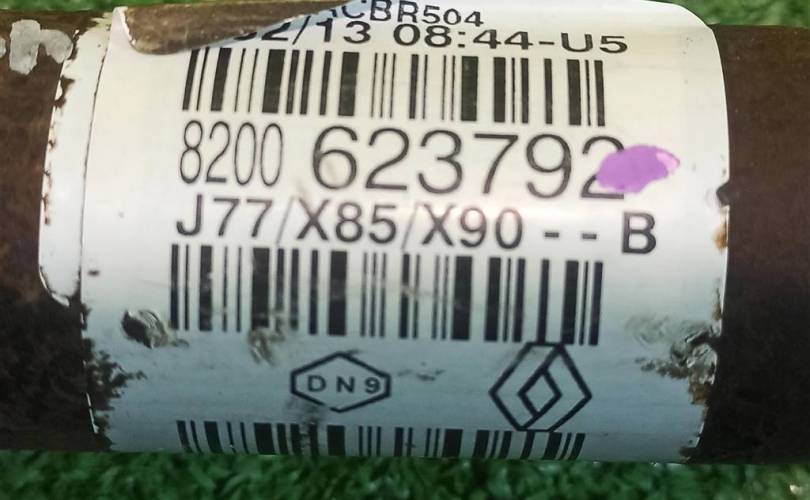 CBR504
2/13 08:44-U5
8200 623792
J77/X85/X90 - - B
DN9